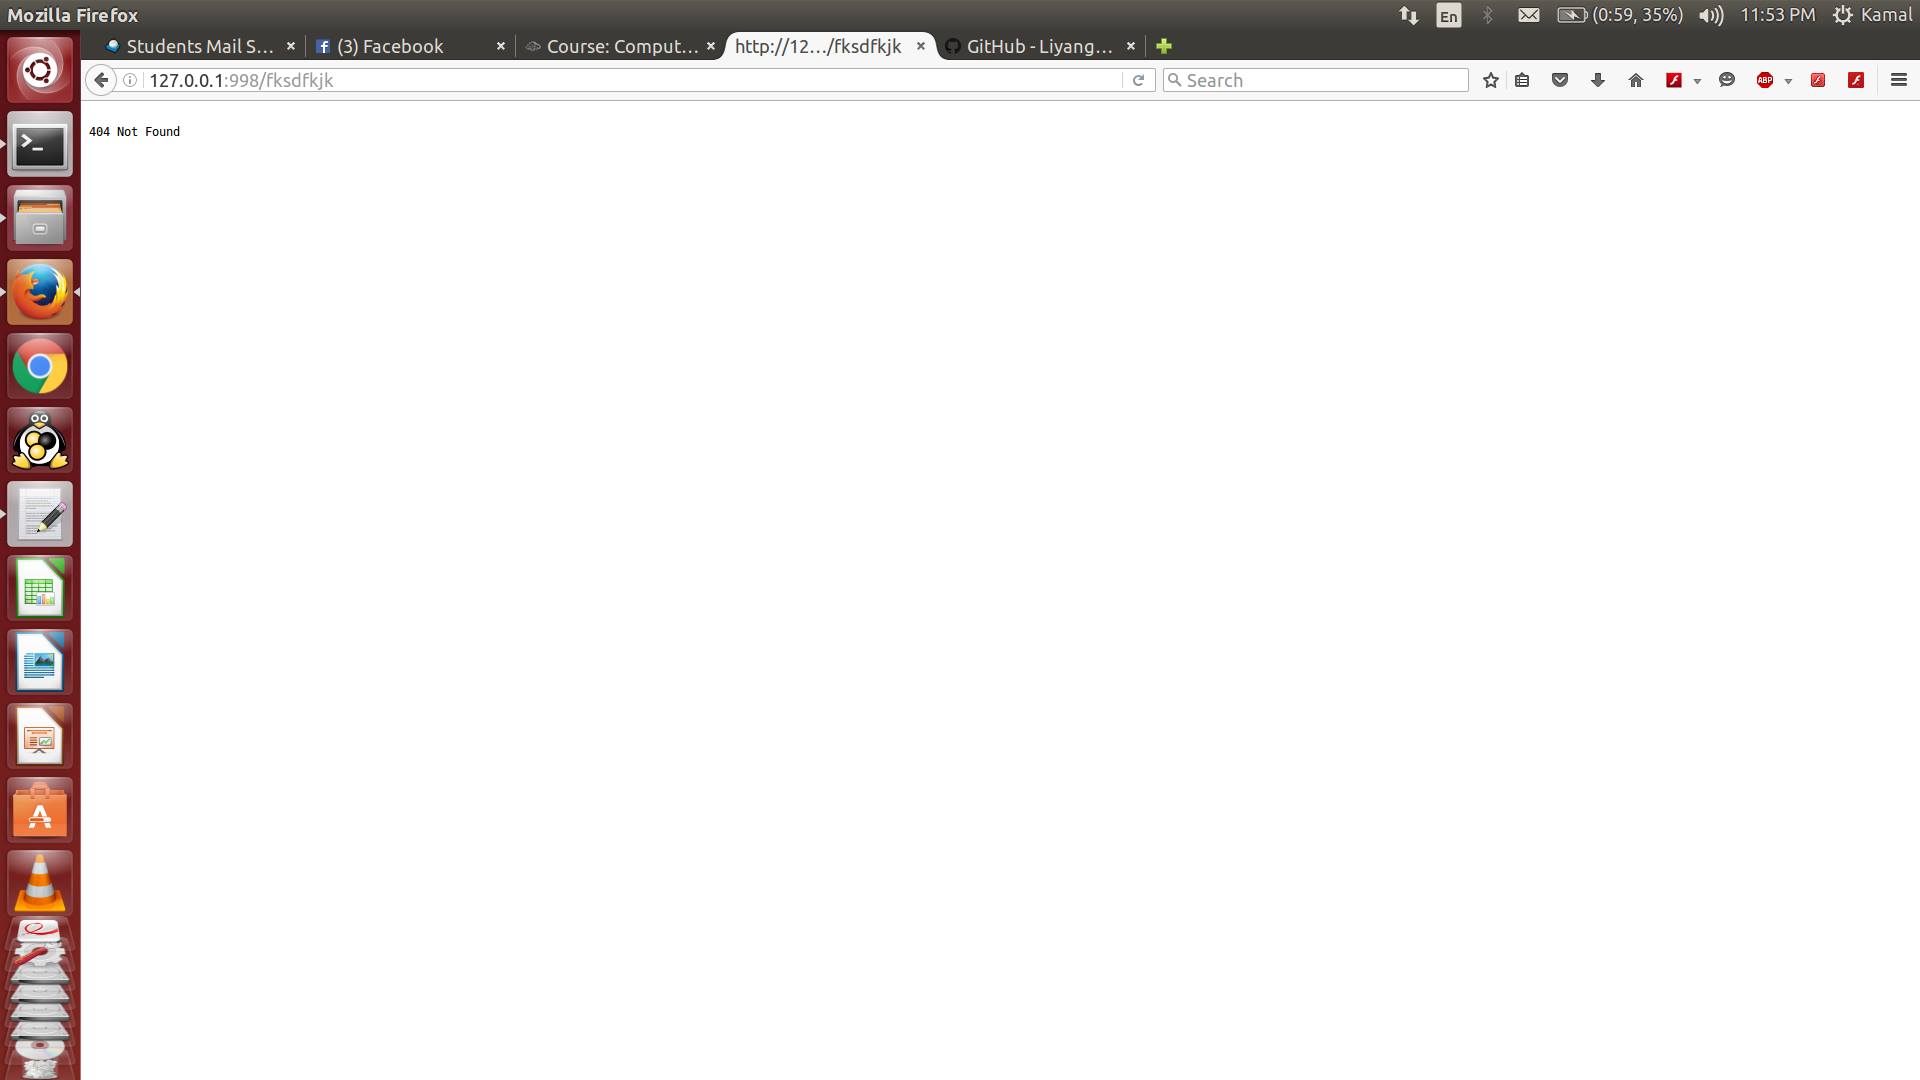 Mozilla Firefox
En
(0:59, 35%)
11:53 PM
Kamal
Students Mail S...
(3) Facebook
Course: Comput...
http://12.../fksdfkjk
GitHub - Liyang...
127.0.0.1:998/fksdfkjk
Search
ABP
404 Not Found